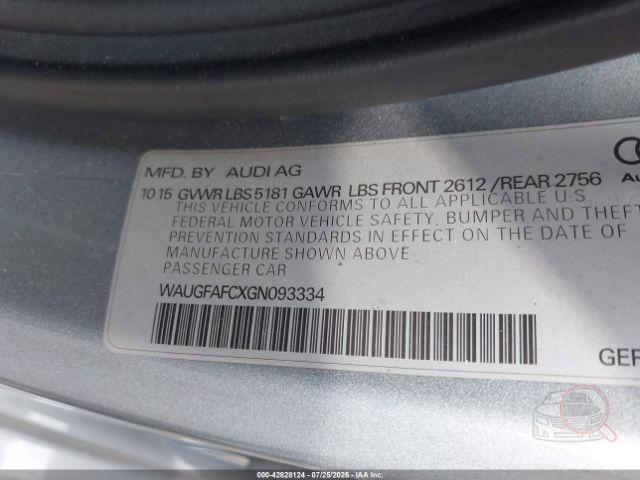 MFD. BY AUDI AG
10 15 GVWR LBS 5181 GAWR LBS FRONT 2612 / REAR 2756
THIS VEHICLE CONFORMS TO ALL APPLICABLE U.S.
FEDERAL MOTOR VEHICLE SAFETY, BUMPER AND THEFT
PREVENTION STANDARDS IN EFFECT ON THE DATE OF
MANUFACTURE SHOWN ABOVE
PASSENGER CAR
WAUGFAFCXGN093334
000-42828124 - 07/25/2025 - IAAI.COM